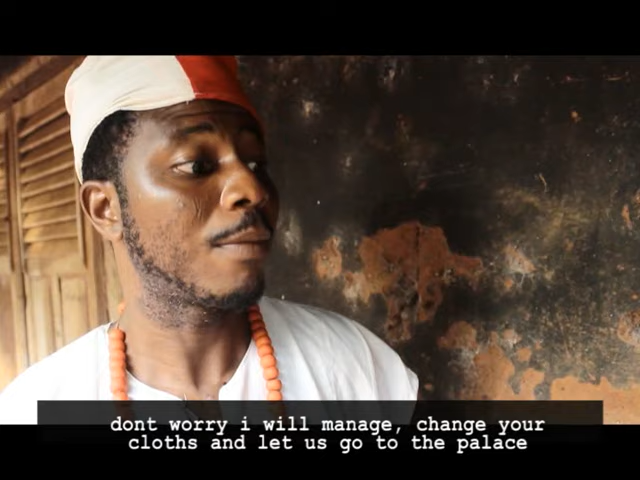 dont worry i will manage, change your
cloths and let us go to the palace